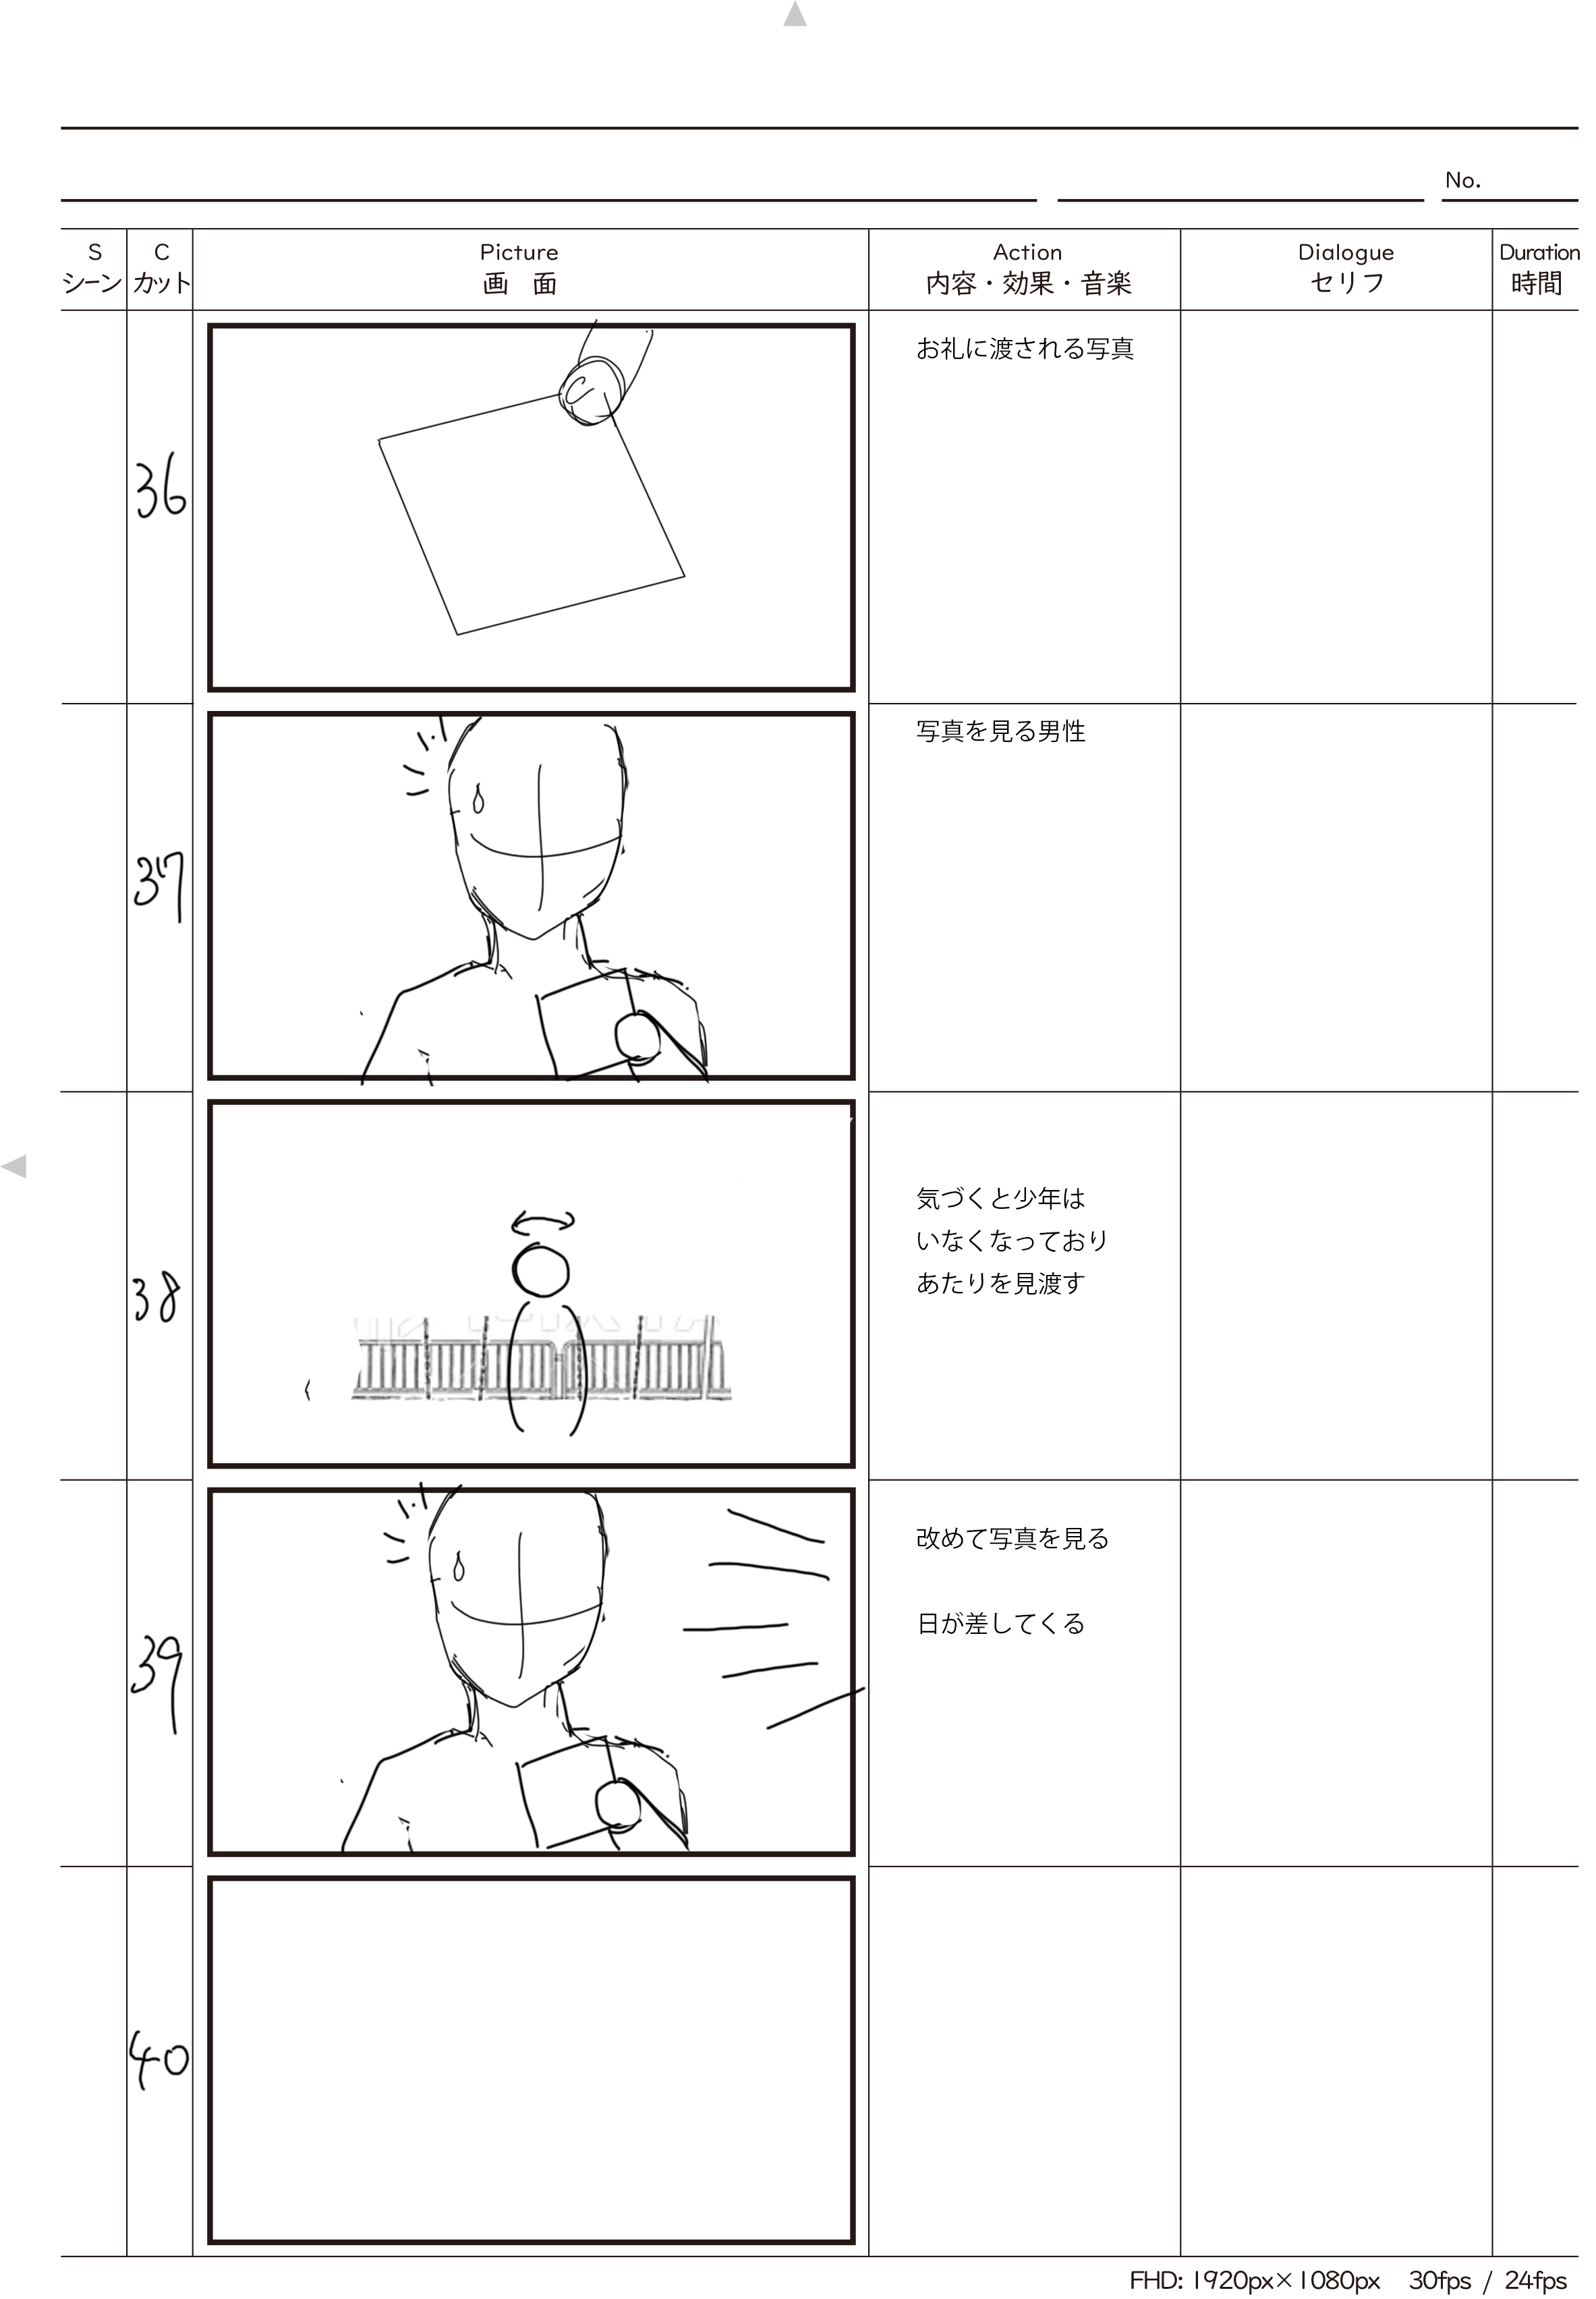 No.
S
シーン
C
カット
Picture
画 面
Action
内容・効果・音楽
Dialogue
セリフ
Duration
時間
36
お礼に渡される写真
37
写真を見る男性
38
気づくと少年は
いなくなっており
あたりを見渡す
39
改めて写真を見る
日が差してくる
40
FHD: 1920px×1080px 30fps / 24fps